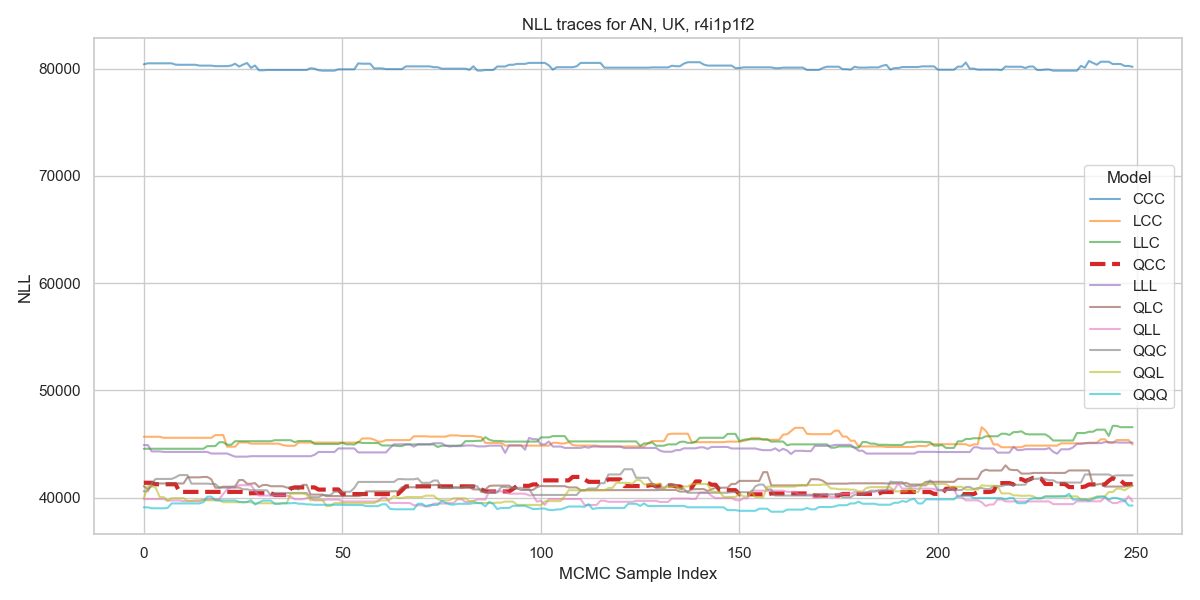 NLL traces for AN, UK, r4i1p1f2
80000
70000
60000
50000
40000
NLL
0
50
100
150
200
250
MCMC Sample Index
Model
CCC
LCC
LLC
QCC
LLL
QLC
QLL
QQC
QQL
QQQ